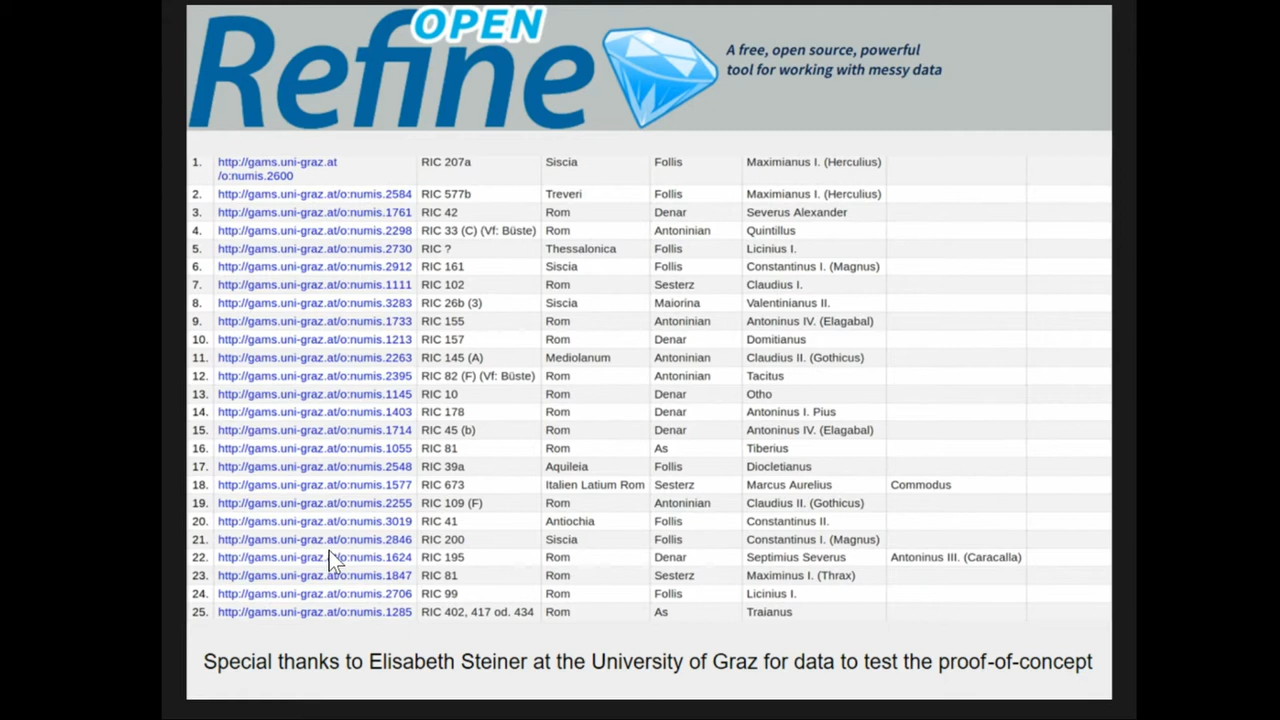 OPEN
Refine
A free, open source, powerful
tool for working with messy data
1. http://gams.uni-graz.at RIC 207a Siscia Follis Maximianus I. (Herculius)
/o:numis.2600
2. http://gams.uni-graz.at/o:numis.2584 RIC 577b Treveri Follis Maximianus I. (Herculius)
3. http://gams.uni-graz.at/o:numis.1761 RIC 42 Rom Denar Severus Alexander
4. http://gams.uni-graz.at/o:numis.2298 RIC 33 (C) (Vf: Büste) Rom Antoninian Quintillus
5. http://gams.uni-graz.at/o:numis.2730 RIC ? Thessalonica Follis Licinius I.
6. http://gams.uni-graz.at/o:numis.2912 RIC 161 Siscia Follis Constantinus I. (Magnus)
7. http://gams.uni-graz.at/o:numis.1111 RIC 102 Rom Sesterz Claudius I.
8. http://gams.uni-graz.at/o:numis.3283 RIC 26b (3) Siscia Maiorina Valentinianus II.
9. http://gams.uni-graz.at/o:numis.1733 RIC 155 Rom Antoninian Antoninus IV. (Elagabal)
10. http://gams.uni-graz.at/o:numis.1213 RIC 157 Rom Denar Domitianus
11. http://gams.uni-graz.at/o:numis.2263 RIC 145 (A) Mediolanum Antoninian Claudius II. (Gothicus)
12. http://gams.uni-graz.at/o:numis.2395 RIC 82 (F) (Vf: Büste) Rom Antoninian Tacitus
13. http://gams.uni-graz.at/o:numis.1145 RIC 10 Rom Denar Otho
14. http://gams.uni-graz.at/o:numis.1403 RIC 178 Rom Denar Antoninus I. Pius
15. http://gams.uni-graz.at/o:numis.1714 RIC 45 (b) Rom Denar Antoninus IV. (Elagabal)
16. http://gams.uni-graz.at/o:numis.1055 RIC 81 Rom As Tiberius
17. http://gams.uni-graz.at/o:numis.2548 RIC 39a Aquileia Follis Diocletianus
18. http://gams.uni-graz.at/o:numis.1577 RIC 673 Italien Latium Rom Sesterz Marcus Aurelius Commodus
19. http://gams.uni-graz.at/o:numis.2255 RIC 109 (F) Rom Antoninian Claudius II. (Gothicus)
20. http://gams.uni-graz.at/o:numis.3019 RIC 41 Antiochia Follis Constantinus II.
21. http://gams.uni-graz.at/o:numis.2846 RIC 200 Siscia Follis Constantinus I. (Magnus)
22. http://gams.uni-graz.at/o:numis.1624 RIC 195 Rom Denar Septimius Severus Antoninus III. (Caracalla)
23. http://gams.uni-graz.at/o:numis.1847 RIC 81 Rom Sesterz Maximinus I. (Thrax)
24. http://gams.uni-graz.at/o:numis.2706 RIC 99 Rom Follis Licinius I.
25. http://gams.uni-graz.at/o:numis.1285 RIC 402, 417 od. 434 Rom As Traianus
Special thanks to Elisabeth Steiner at the University of Graz for data to test the proof-of-concept